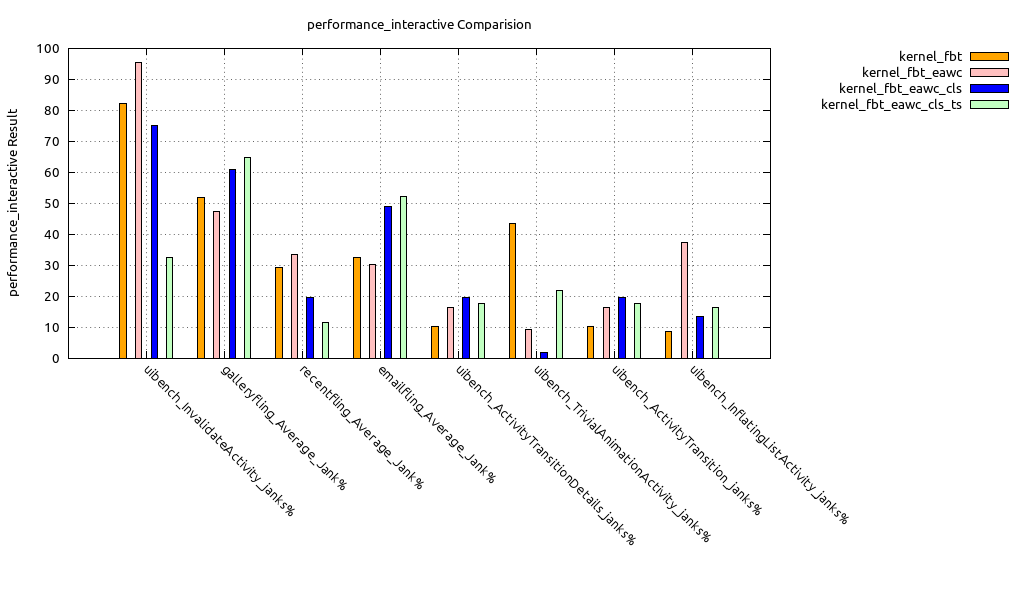 performance_interactive Comparision
kernel_fbt
kernel_fbt_eawc
kernel_fbt_eawc_cls
kernel_fbt_eawc_cls_ts
performance_interactive Result
100
90
80
70
60
50
40
30
20
10
0
uibench_InvalidateActivity_janks%
galleryfling_Average_Jank%
recentfling_Average_Jank%
emailfling_Average_Jank%
uibench_ActivityTransitionDetails_janks%
uibench_TrivialAnimationActivity_janks%
uibench_ActivityTransition_janks%
uibench_InflatingListActivity_janks%